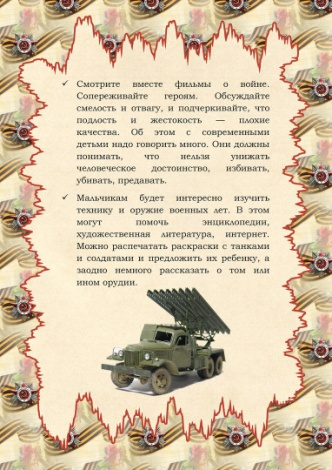 ✓ Смотрите вместе фильмы о войне.
Сопереживайте героям. Обсуждайте
смелость и отвагу, и подчеркивайте, что
подлость и жестокость — плохие
качества. Об этом с современными
детьми надо говорить много. Они должны
понимать, что нельзя унижать
человеческое достоинство, избивать,
убивать, предавать.
✓ Мальчикам будет интересно изучить
технику и оружие военных лет. В этом
могут помочь энциклопедии,
художественная литература, интернет.
Можно распечатать раскраски с танками
и солдатами и предложить их ребенку, а
заодно немного рассказать о том или
ином орудии.